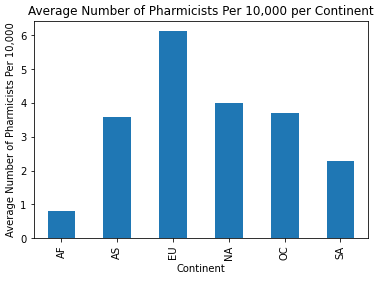 Average Number of Pharmicists Per 10,000 per Continent
Average Number of Pharmicists Per 10,000
6
5
4
3
2
1
0
AF
AS
EU
NA
OC
SA
Continent